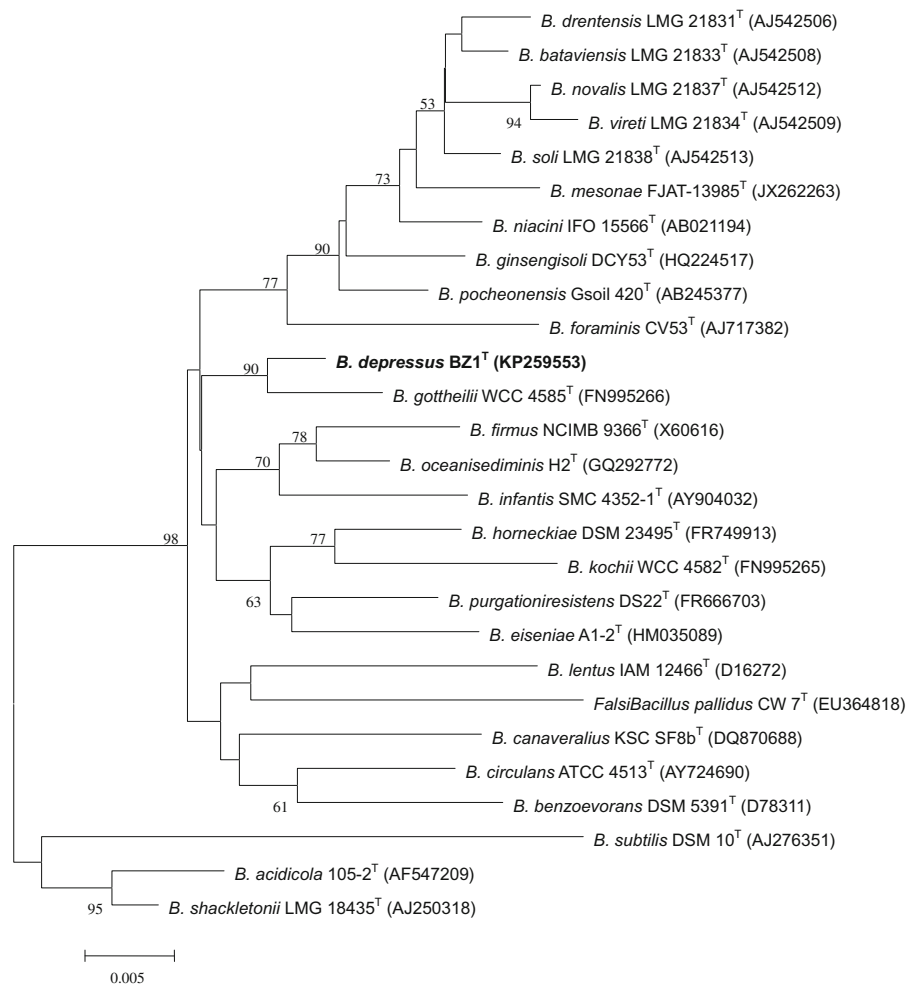 B. drentensis LMG 21831T (AJ542506)
B. bataviensis LMG 21833T (AJ542508)
B. novalis LMG 21837T (AJ542512)
53
94
B. vireti LMG 21834T (AJ542509)
B. soli LMG 21838T (AJ542513)
73
B. mesonae FJAT-13985T (JX262263)
B. niacini IFO 15566T (AB021194)
90
B. ginsengisoli DCY53T (HQ224517)
77
B. pocheonensis Gsoil 420T (AB245377)
B. foraminis CV53T (AJ717382)
B. depressus BZ1T (KP259553)
90
B. gottheilii WCC 4585T (FN995266)
B. firmus NCIMB 9366T (X60616)
78
70
B. oceanisediminis H2T (GQ292772)
B. infantis SMC 4352-1T (AY904032)
B. horneckiae DSM 23495T (FR749913)
98
77
B. kochii WCC 4582T (FN995265)
63
B. purgationiresistens DS22T (FR666703)
B. eiseniae A1-2T (HM035089)
B. lentus IAM 12466T (D16272)
FalsiBacillus pallidus CW 7T (EU364818)
B. canaveralius KSC SF8bT (DQ870688)
B. circulans ATCC 4513T (AY724690)
61
B. benzoevorans DSM 5391T (D78311)
B. subtilis DSM 10T (AJ276351)
B. acidicola 105-2T (AF547209)
95
B. shackletonii LMG 18435T (AJ250318)
0.005